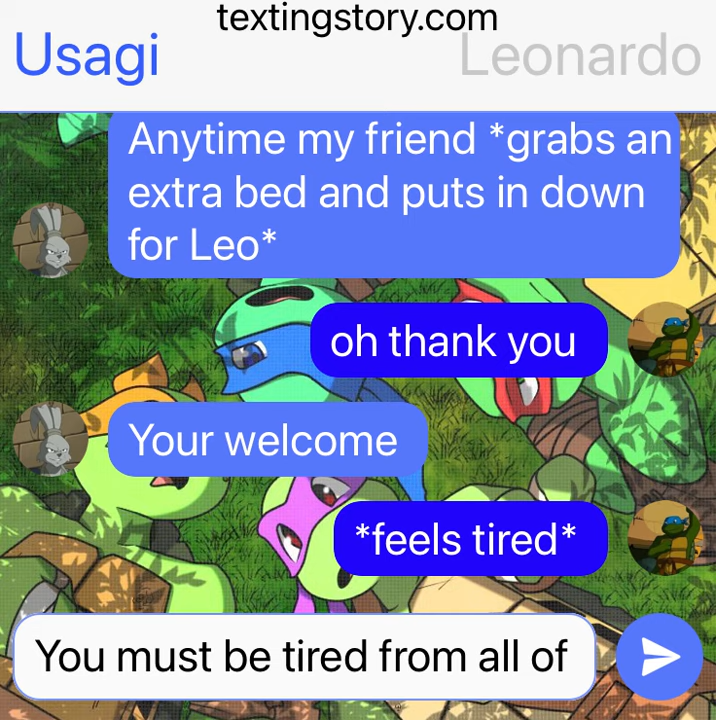 textingstory.com
Usagi
Leonardo
Anytime my friend *grabs an
extra bed and puts in down
for Leo*
oh thank you
Your welcome
*feels tired*
You must be tired from all of